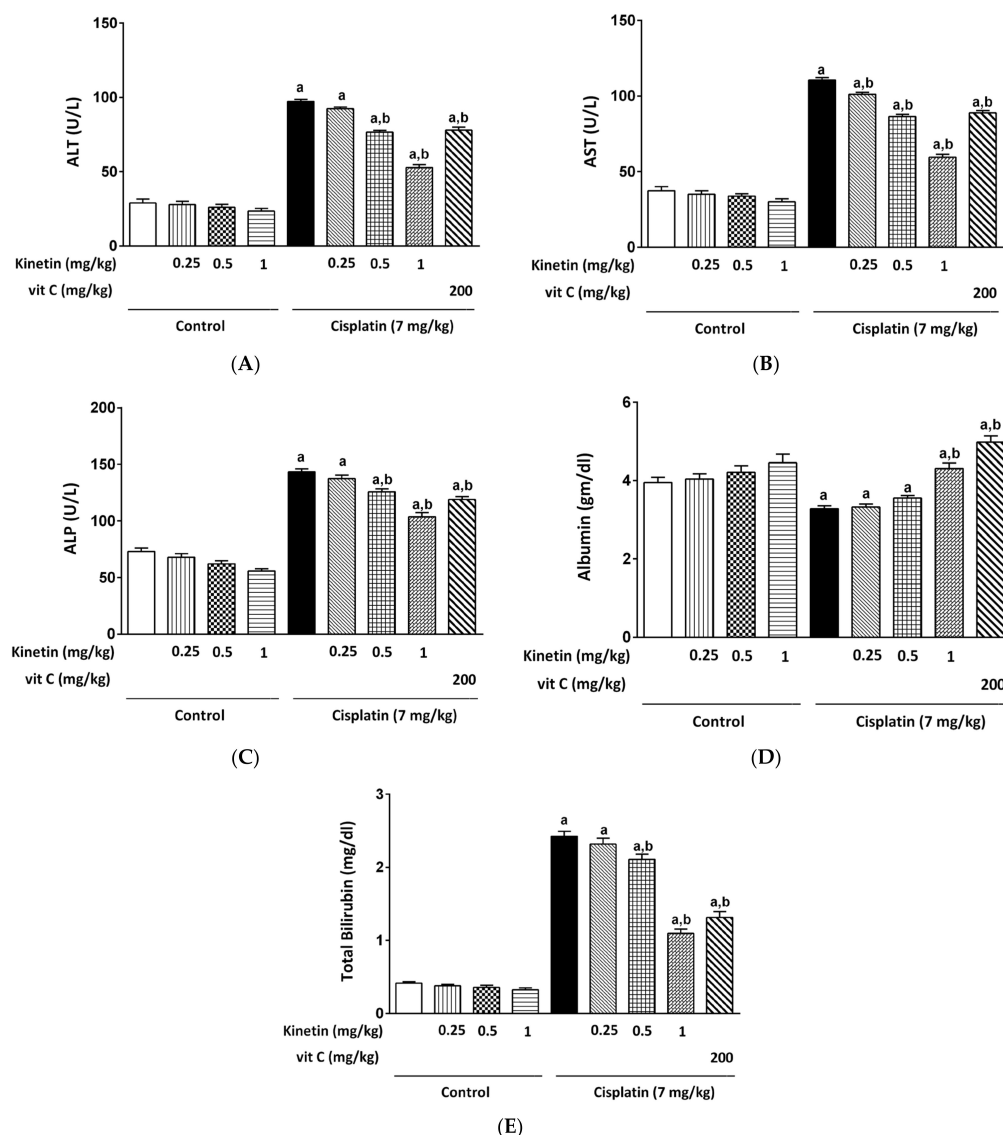 150
100
50
0
ALT (U/L)
a
a
a,b
a,b
a,b
Kinetin (mg/kg) 0.25 0.5 1 0.25 0.5 1
vit C (mg/kg) 200
Control Cisplatin (7 mg/kg)
(A)
150
100
50
0
AST (U/L)
a
a,b
a,b
a,b
a,b
Kinetin (mg/kg) 0.25 0.5 1 0.25 0.5 1
vit C (mg/kg) 200
Control Cisplatin (7 mg/kg)
(B)
200
150
100
50
0
ALP (U/L)
a
a
a,b
a,b
a,b
Kinetin (mg/kg) 0.25 0.5 1 0.25 0.5 1
vit C (mg/kg) 200
Control Cisplatin (7 mg/kg)
(C)
6
4
2
0
Albumin (gm/dl)
a
a
a
a,b
a,b
Kinetin (mg/kg) 0.25 0.5 1 0.25 0.5 1
vit C (mg/kg) 200
Control Cisplatin (7 mg/kg)
(D)
3
2
1
0
Total Bilirubin (mg/dl)
a
a
a,b
a,b
a,b
Kinetin (mg/kg) 0.25 0.5 1 0.25 0.5 1
vit C (mg/kg) 200
Control Cisplatin (7 mg/kg)
(E)